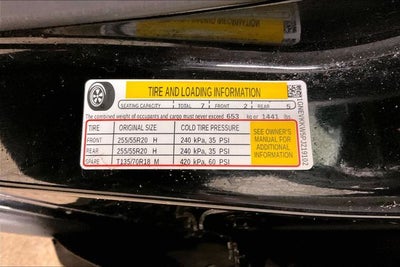 TIRE AND LOADING INFORMATION
SEATING CAPACITY TOTAL 7 FRONT 2 REAR 5
The combined weight of occupants and cargo must never exceed 653 kg or 1441 lbs
TIRE ORIGINAL SIZE COLD TIRE PRESSURE
FRONT 255/55R20 H 240 kPa, 35 PSI
REAR 255/55R20 H 240 kPa, 35 PSI
SPARE T135/70R18 M 420 kPa, 60 PSI
SEE OWNER'S
MANUAL FOR
ADDITIONAL
INFORMATION